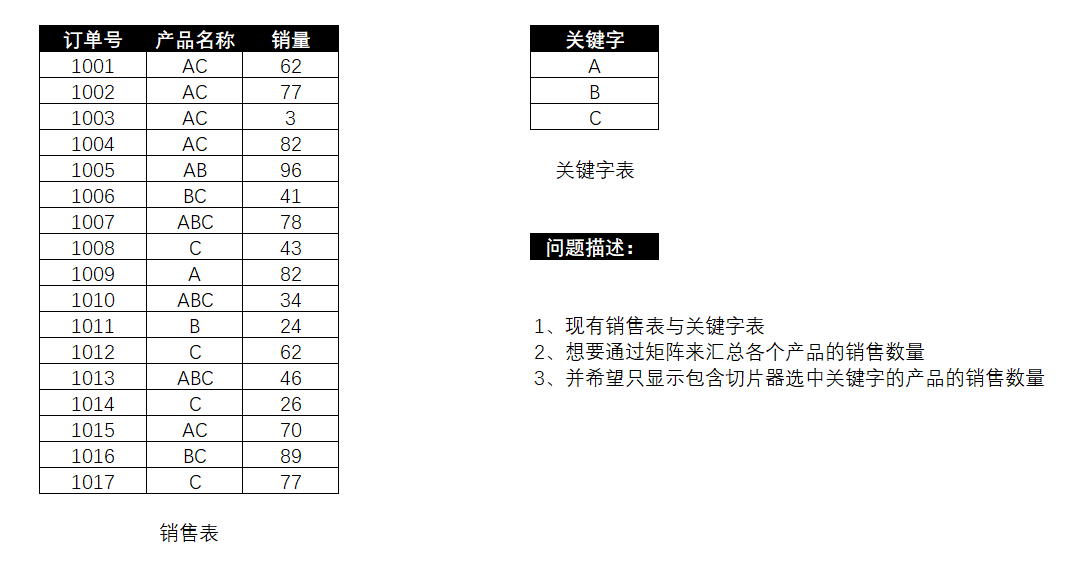 订单号 产品名称 销量
1001 AC 62
1002 AC 77
1003 AC 3
1004 AC 82
1005 AB 96
1006 BC 41
1007 ABC 78
1008 C 43
1009 A 82
1010 ABC 34
1011 B 24
1012 C 62
1013 ABC 46
1014 C 26
1015 AC 70
1016 BC 89
1017 C 77
销售表
关键字
A
B
C
关键字表
问题描述：
1、现有销售表与关键字表
2、想要通过矩阵来汇总各个产品的销售数量
3、并希望只显示包含切片器选中关键字的产品的销售数量